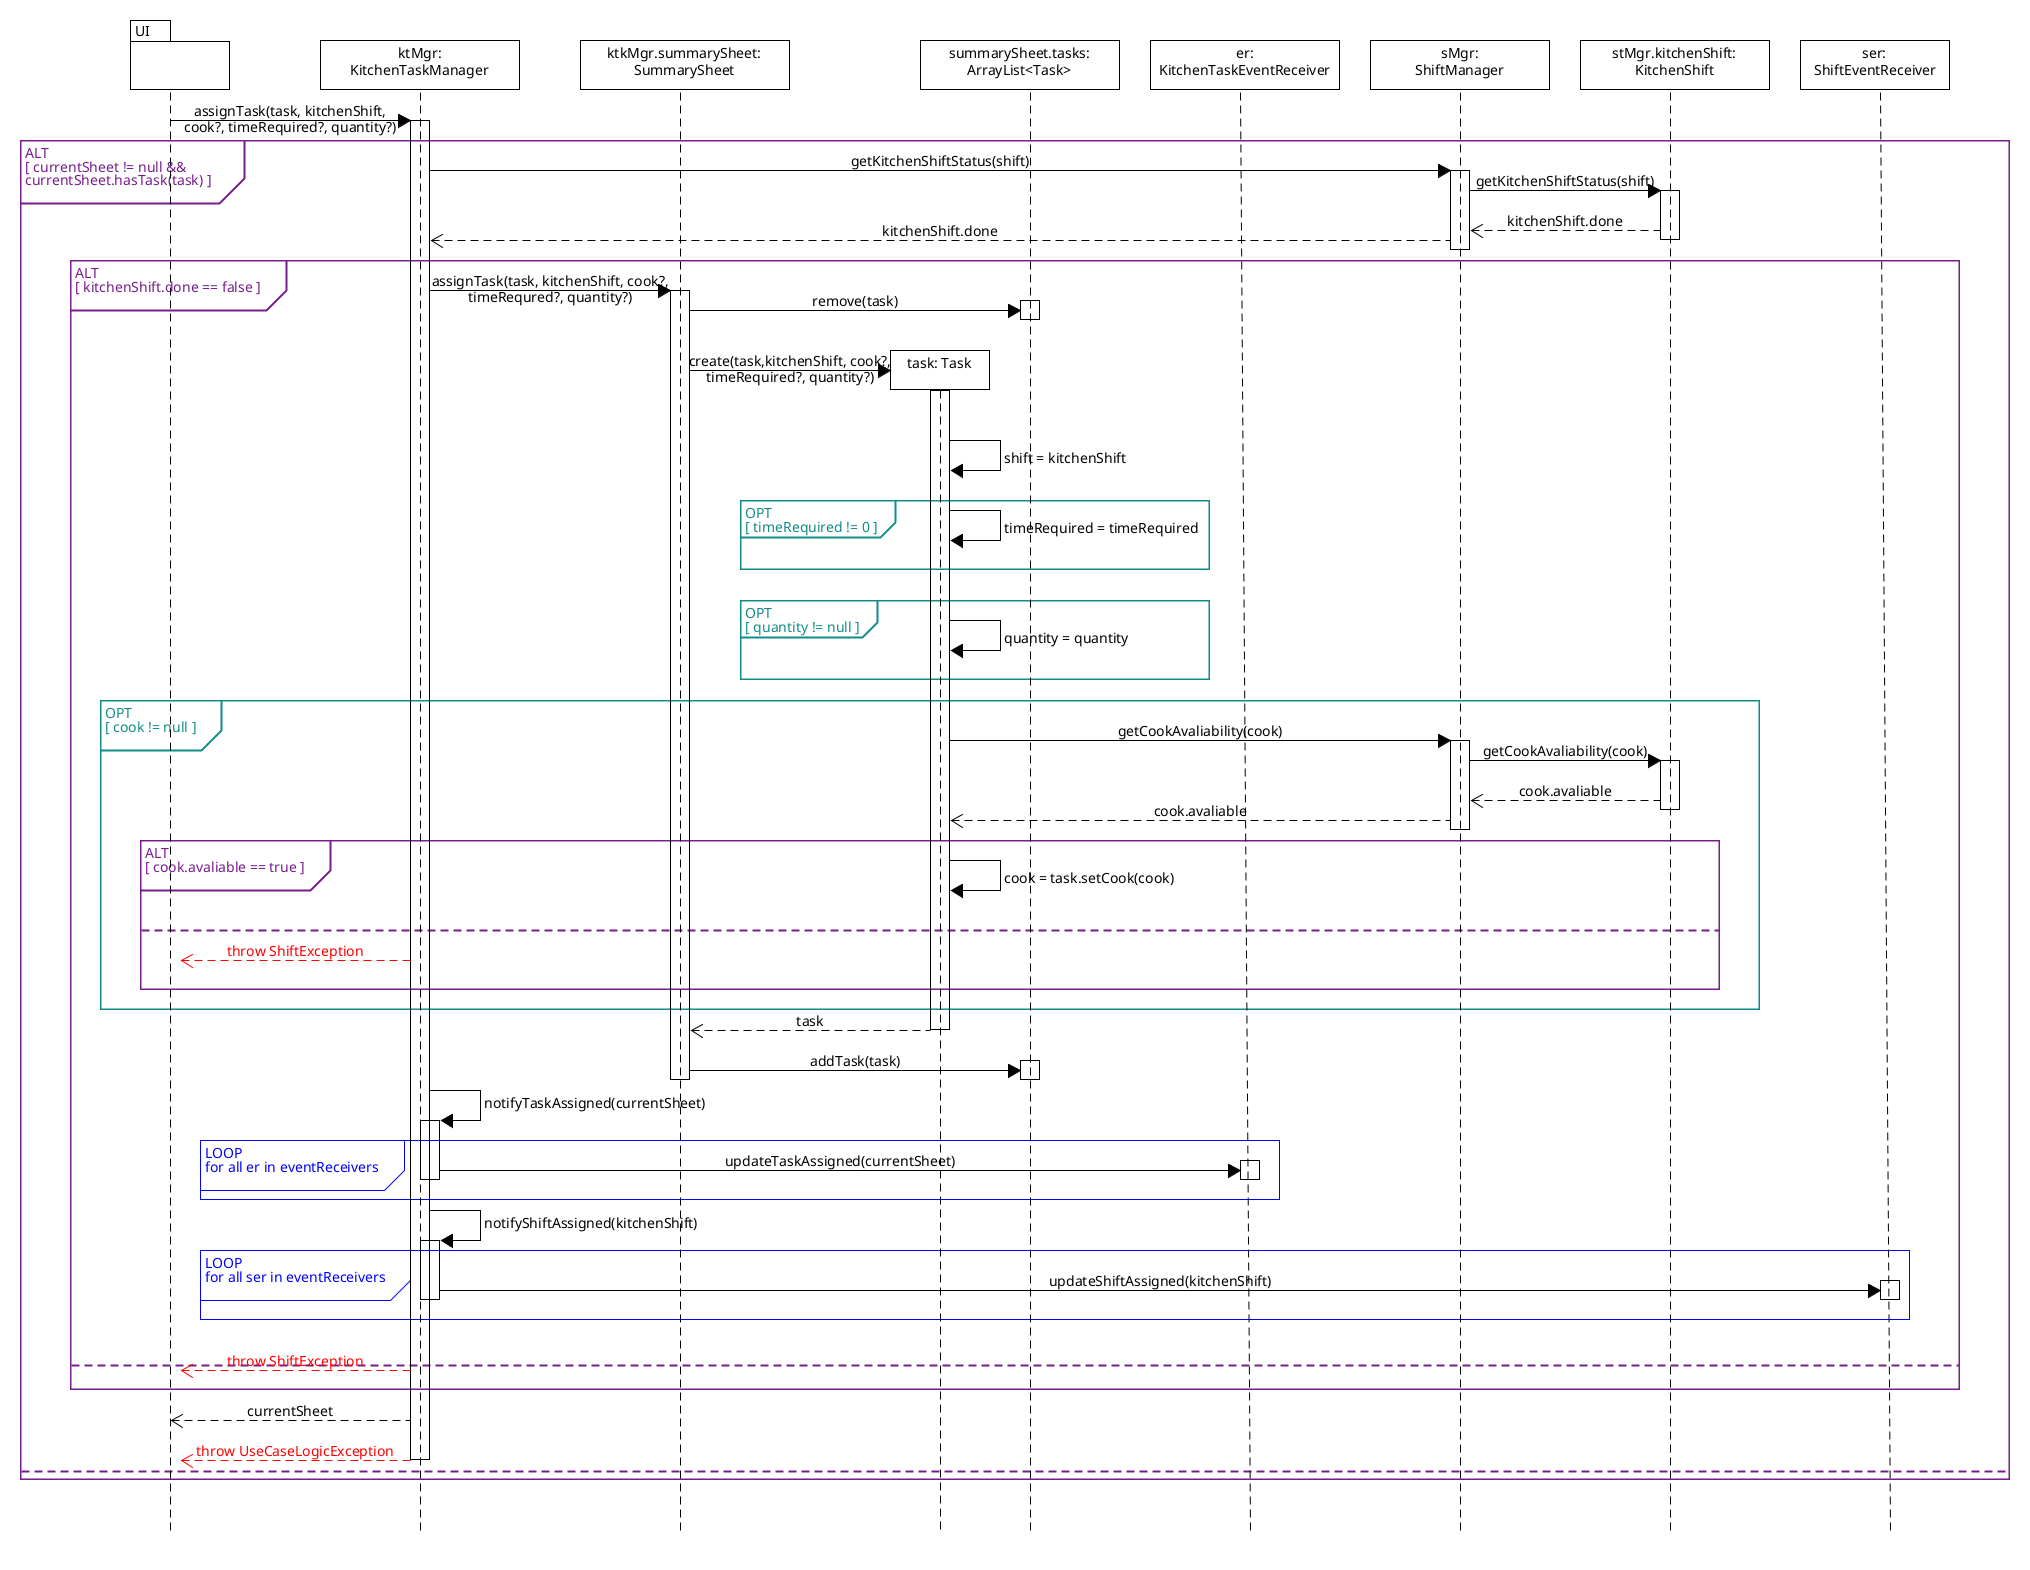 UI
ktMgr:
KitchenTaskManager
ktkMgr.summarySheet:
SummarySheet
summarySheet.tasks:
ArrayList<Task>
er:
KitchenTaskEventReceiver
sMgr:
ShiftManager
stMgr.kitchenShift:
KitchenShift
ser:
ShiftEventReceiver
assignTask(task, kitchenShift,
cook?, timeRequired?, quantity?)
ALT
[ currentSheet != null &&
currentSheet.hasTask(task) ]
getKitchenShiftStatus(shift)
getKitchenShiftStatus(shift)
kitchenShift.done
kitchenShift.done
ALT
[ kitchenShift.done == false ]
assignTask(task, kitchenShift, cook?,
timeRequred?, quantity?)
remove(task)
create(task,kitchenShift, cook?,
timeRequired?, quantity?)
task: Task
shift = kitchenShift
OPT
[ timeRequired != 0 ]
timeRequired = timeRequired
OPT
[ quantity != null ]
quantity = quantity
OPT
[ cook != null ]
getCookAvaliability(cook)
getCookAvaliability(cook)
cook.avaliable
cook.avaliable
ALT
[ cook.avaliable == true ]
cook = task.setCook(cook)
throw ShiftException
task
addTask(task)
notifyTaskAssigned(currentSheet)
LOOP
for all er in eventReceivers
updateTaskAssigned(currentSheet)
notifyShiftAssigned(kitchenShift)
LOOP
for all ser in eventReceivers
updateShiftAssigned(kitchenShift)
throw ShiftException
currentSheet
throw UseCaseLogicException